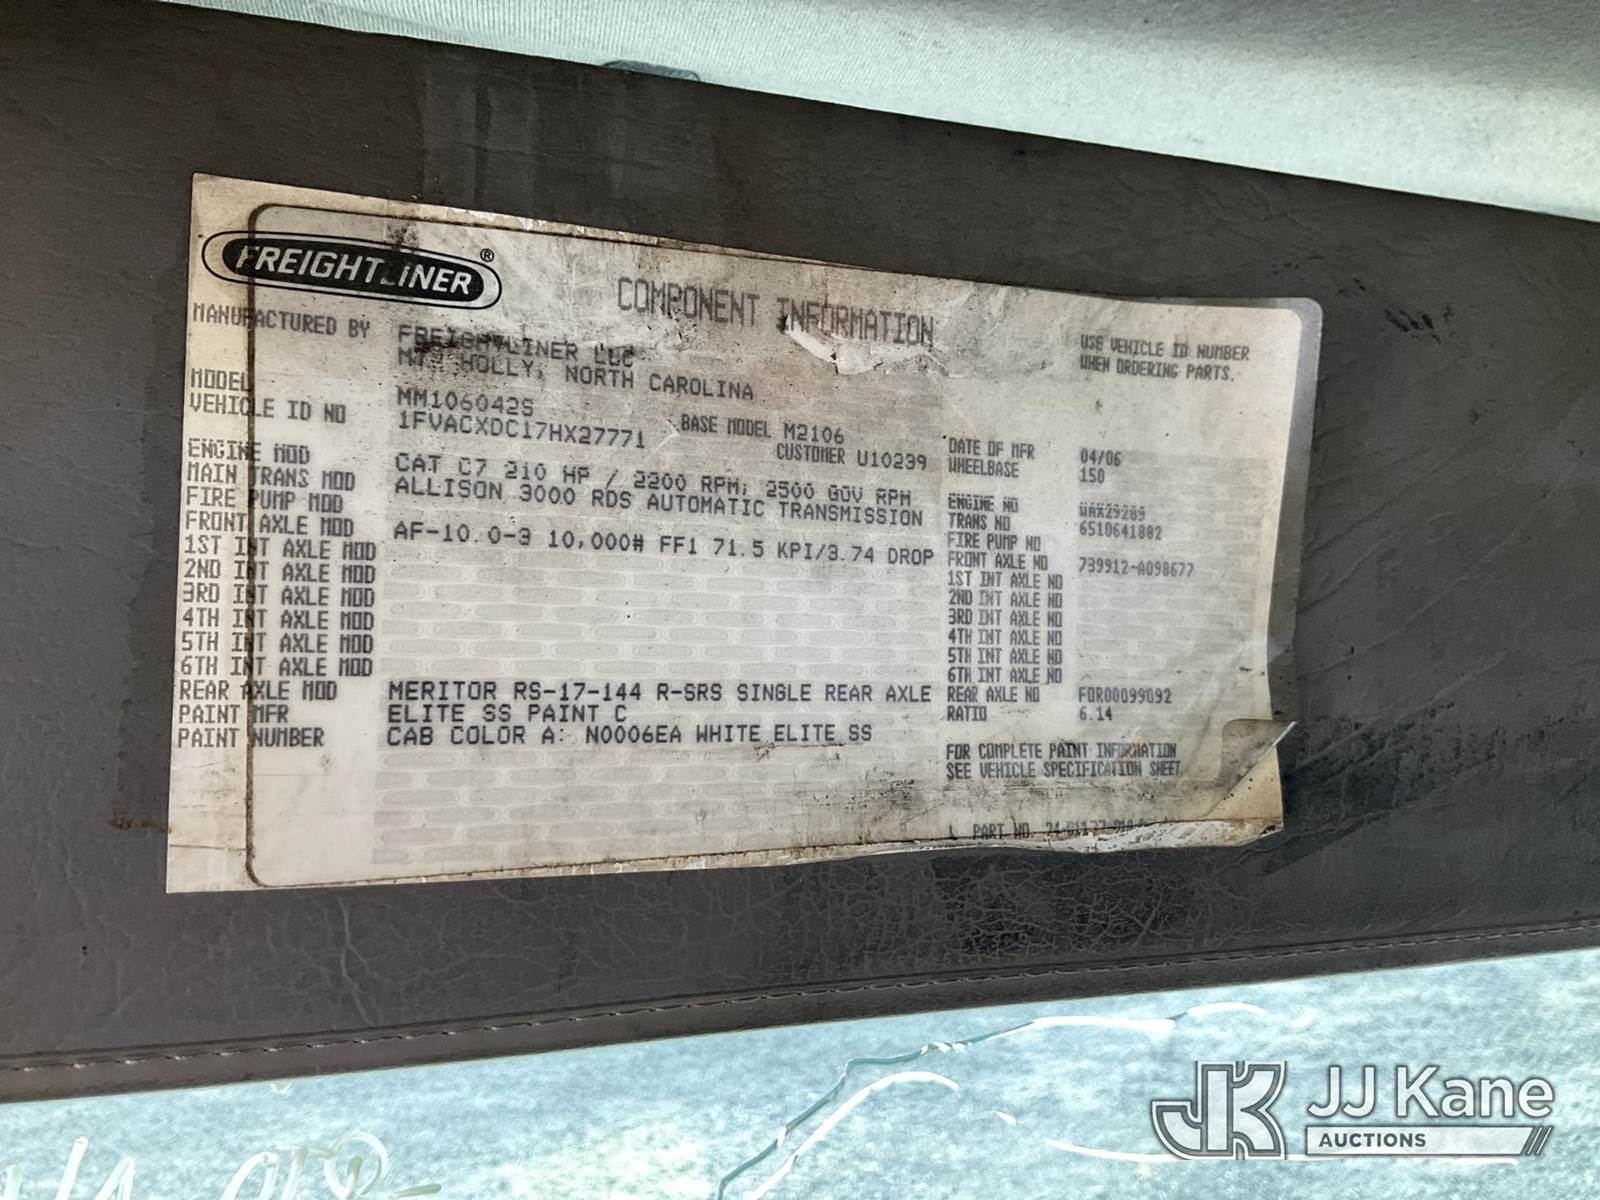 FREIGHTLINER®
COMPONENT INFORMATION
USE VEHICLE ID NUMBER
WHEN ORDERING PARTS.
MANUFACTURED BY FREIGHTLINER LLC
MT. HOLLY, NORTH CAROLINA
MODEL MM106042S
VEHICLE ID NO 1FVACXDC17HX27771
BASE MODEL M2106
CUSTOMER U10239
DATE OF MFR 04/06
WHEELBASE 150
ENGINE MOD CAT C7 210 HP / 2200 RPM; 2500 GOV RPM
MAIN TRANS MOD ALLISON 3000 RDS AUTOMATIC TRANSMISSION
FIRE PUMP MOD
FRONT AXLE MOD AF-10.0-3 10,000# FF1 71.5 KPI/3.74 DROP
1ST INT AXLE MOD
2ND INT AXLE MOD
3RD INT AXLE MOD
4TH INT AXLE MOD
5TH INT AXLE MOD
6TH INT AXLE MOD
REAR AXLE MOD MERITOR RS-17-144 R-SRS SINGLE REAR AXLE
PAINT MFR ELITE SS PAINT C
PAINT NUMBER CAB COLOR A: N0006EA WHITE ELITE SS
ENGINE NO WAX29289
TRANS NO 6510641882
FIRE PUMP NO
FRONT AXLE NO 739912-A098677
1ST INT AXLE NO
2ND INT AXLE NO
3RD INT AXLE NO
4TH INT AXLE NO
5TH INT AXLE NO
6TH INT AXLE NO
REAR AXLE NO FOR00099092
RATIO 6.14
FOR COMPLETE PAINT INFORMATION
SEE VEHICLE SPECIFICATION SHEET
PART NO.
JK JJ Kane
AUCTIONS